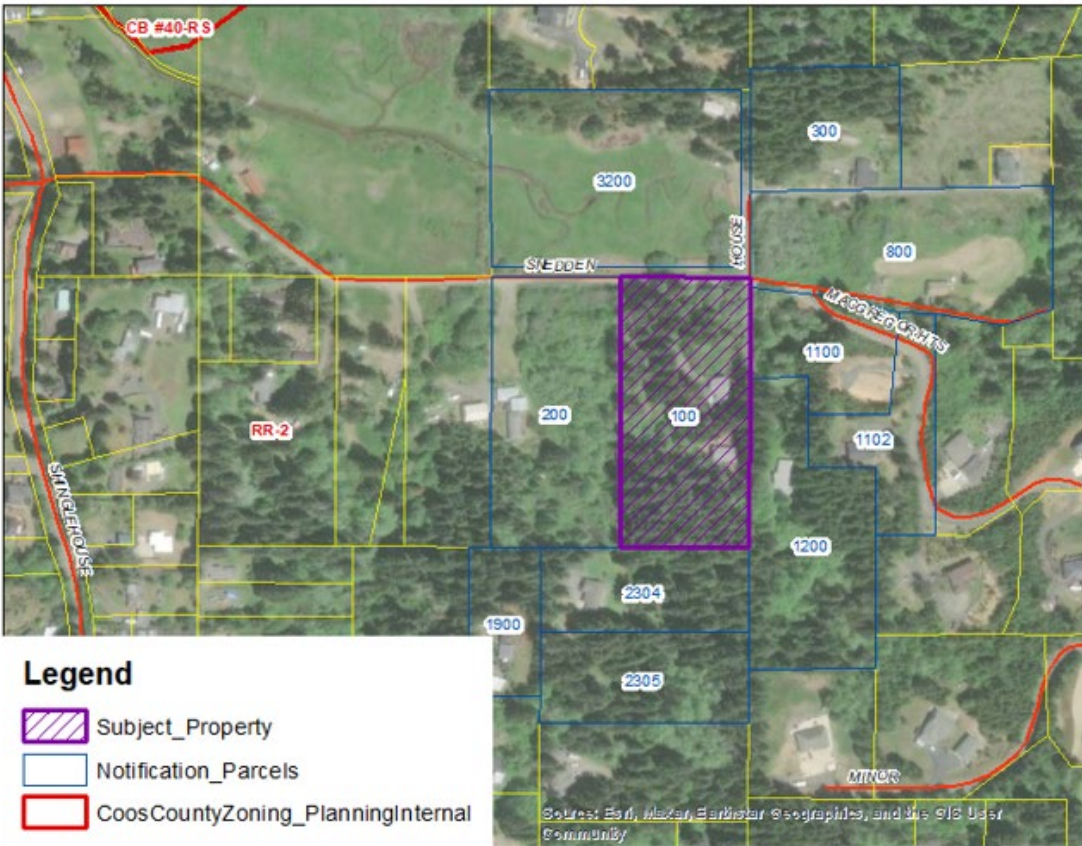 CB #40-RS
300
3200
HOUSE
800
SNEDDEN
MACGREGOR HTS
1100
200
100
1102
RR-2
SHINGLEHOUSE
1200
2304
1900
2305
Legend
Subject_Property
Notification_Parcels
CoosCountyZoning_PlanningInternal
MINOR
Source: Esri, Maxar, Earthstar Geographics, and the GIS User
Community